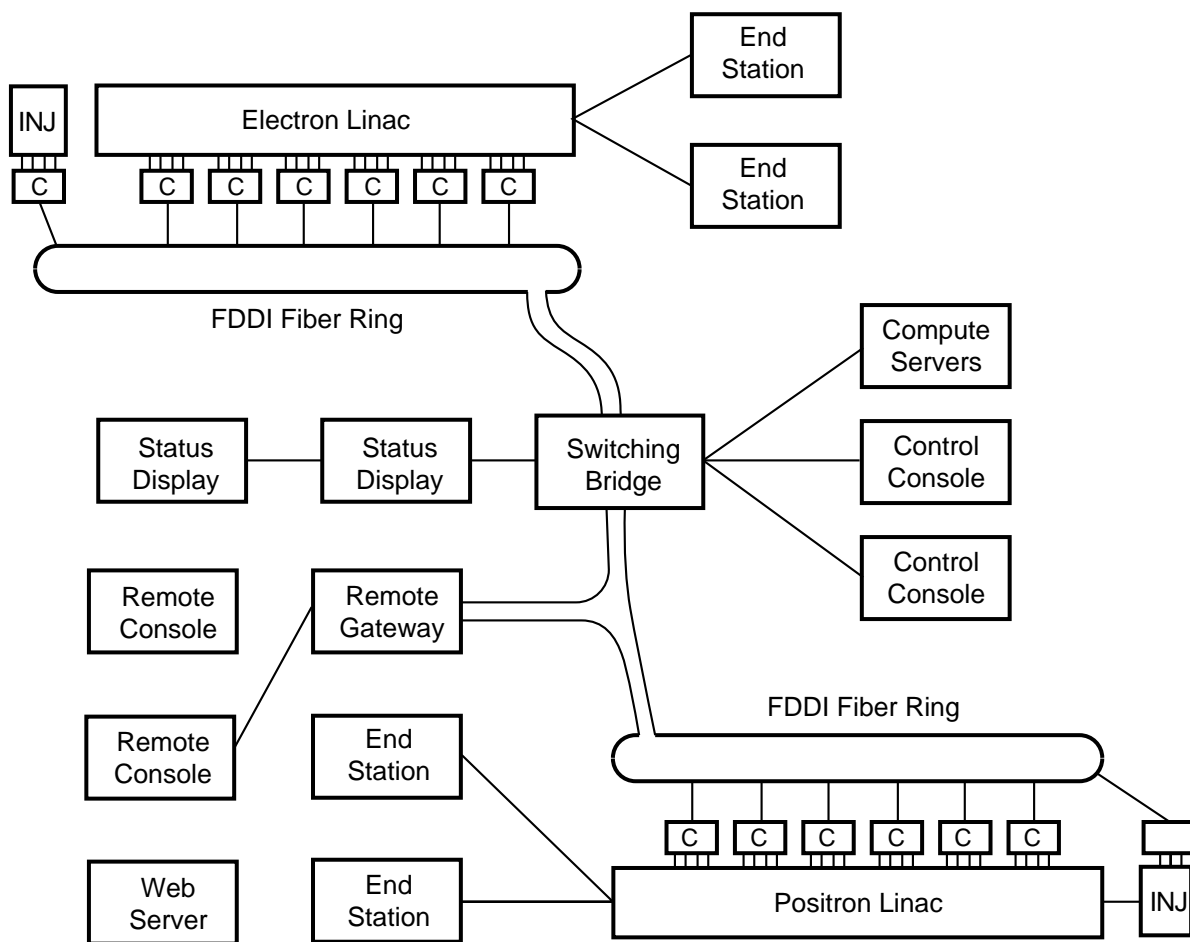 End
Station
INJ
Electron Linac
End
Station
C
C
C
C
C
C
C
FDDI Fiber Ring
Compute
Servers
Status
Display
Status
Display
Switching
Bridge
Control
Console
Remote
Console
Remote
Gateway
Control
Console
FDDI Fiber Ring
Remote
Console
End
Station
C
C
C
C
C
C
Web
Server
End
Station
Positron Linac
INJ